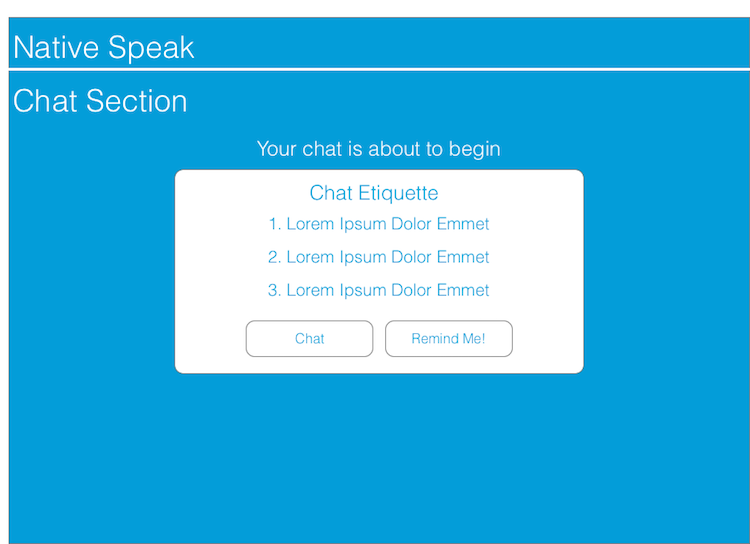 Native Speak
Chat Section
Your chat is about to begin
Chat Etiquette
1. Lorem Ipsum Dolor Emmet
2. Lorem Ipsum Dolor Emmet
3. Lorem Ipsum Dolor Emmet
Chat
Remind Me!